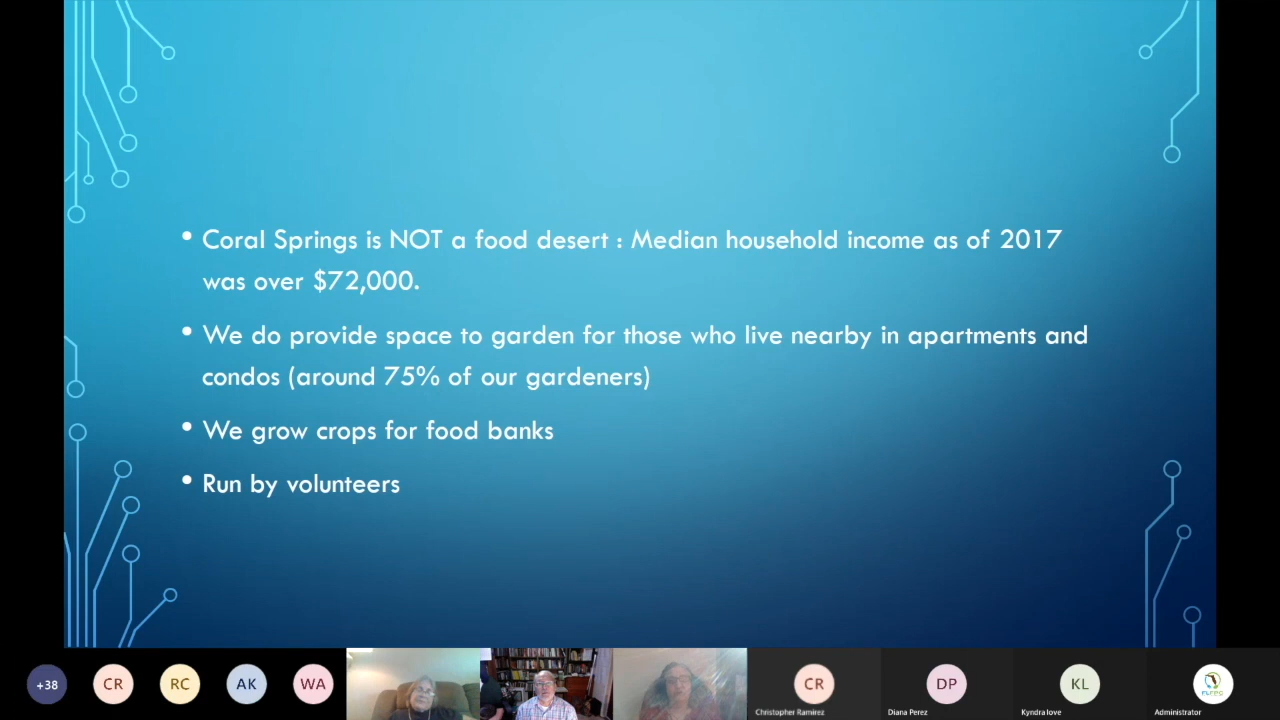 • Coral Springs is NOT a food desert : Median household income as of 2017
was over $72,000.
• We do provide space to garden for those who live nearby in apartments and
condos (around 75% of our gardeners)
• We grow crops for food banks
• Run by volunteers
+38
CR
RC
AK
WA
CR
DP
KL
FLFPC
Christopher Ramirez
Diana Perez
Kyndra love
Administrator